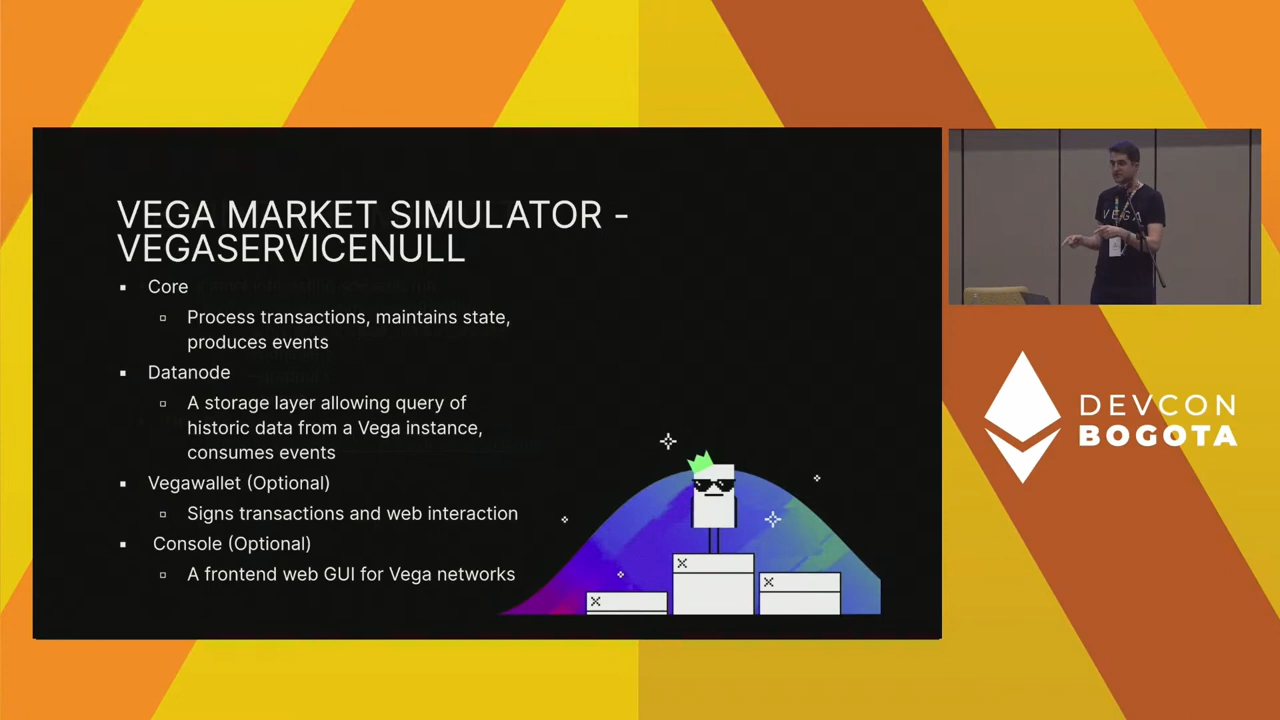 VEGA MARKET SIMULATOR -
VEGASERVICENULL
▪ Core
▫ Process transactions, maintains state,
produces events
▪ Datanode
▫ A storage layer allowing query of
historic data from a Vega instance,
consumes events
▪ Vegawallet (Optional)
▫ Signs transactions and web interaction
▪ Console (Optional)
▫ A frontend web GUI for Vega networks
VEGA
DEVCON
BOGOTA